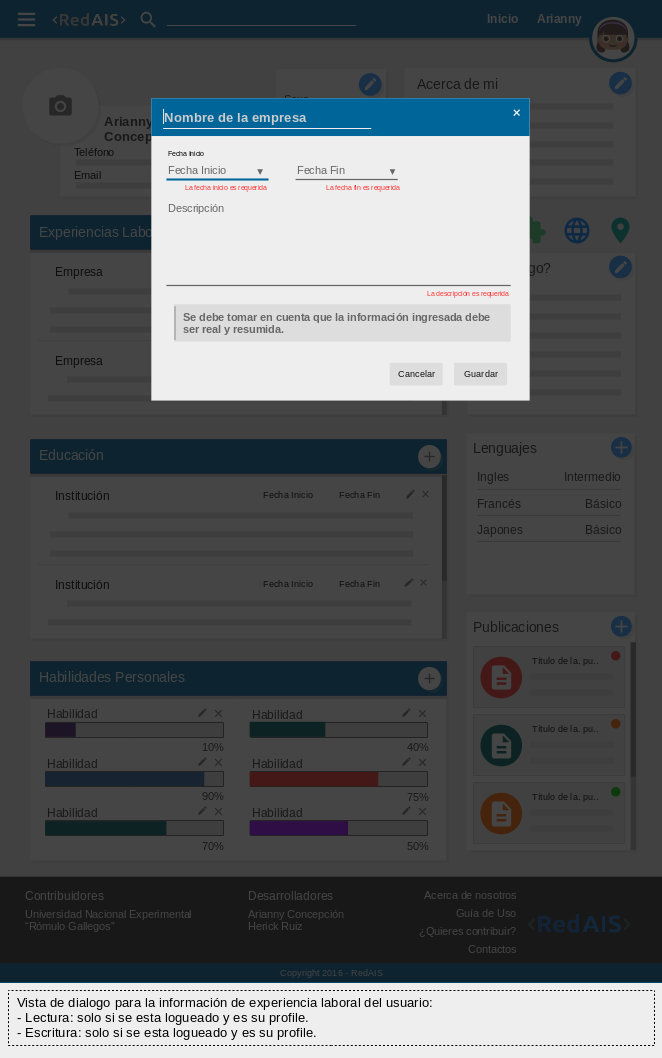 <RedAIS>
Inicio Arianny
Acerca de mi
Arianny
Concep
Teléfono
Email
Nombre de la empresa ×
Fecha Inicio
Fecha Inicio ▼ Fecha Fin ▼
La fecha inicio es requerida La fecha fin es requerida
Descripción
La descripción es requerida
Se debe tomar en cuenta que la información ingresada debe
ser real y resumida.
Cancelar Guardar
Experiencias Labo
go?
Empresa
Empresa
Educación
Institución Fecha Inicio Fecha Fin
Institución Fecha Inicio Fecha Fin
Lenguajes
Ingles Intermedio
Francés Básico
Japones Básico
Publicaciones
Título de la. pu..
Título de la. pu..
Título de la. pu..
Habilidades Personales
Habilidad Habilidad
10% 40%
Habilidad Habilidad
90% 75%
Habilidad Habilidad
70% 50%
Contribuidores
Universidad Nacional Experimental
"Rómulo Gallegos"
Desarrolladores
Arianny Concepción
Herick Ruiz
Acerca de nosotros
Guía de Uso
¿Quieres contribuir?
Contactos
<RedAIS>
Copyright 2016 - RedAIS
Vista de dialogo para la información de experiencia laboral del usuario:
- Lectura: solo si se esta logueado y es su profile.
- Escritura: solo si se esta logueado y es su profile.